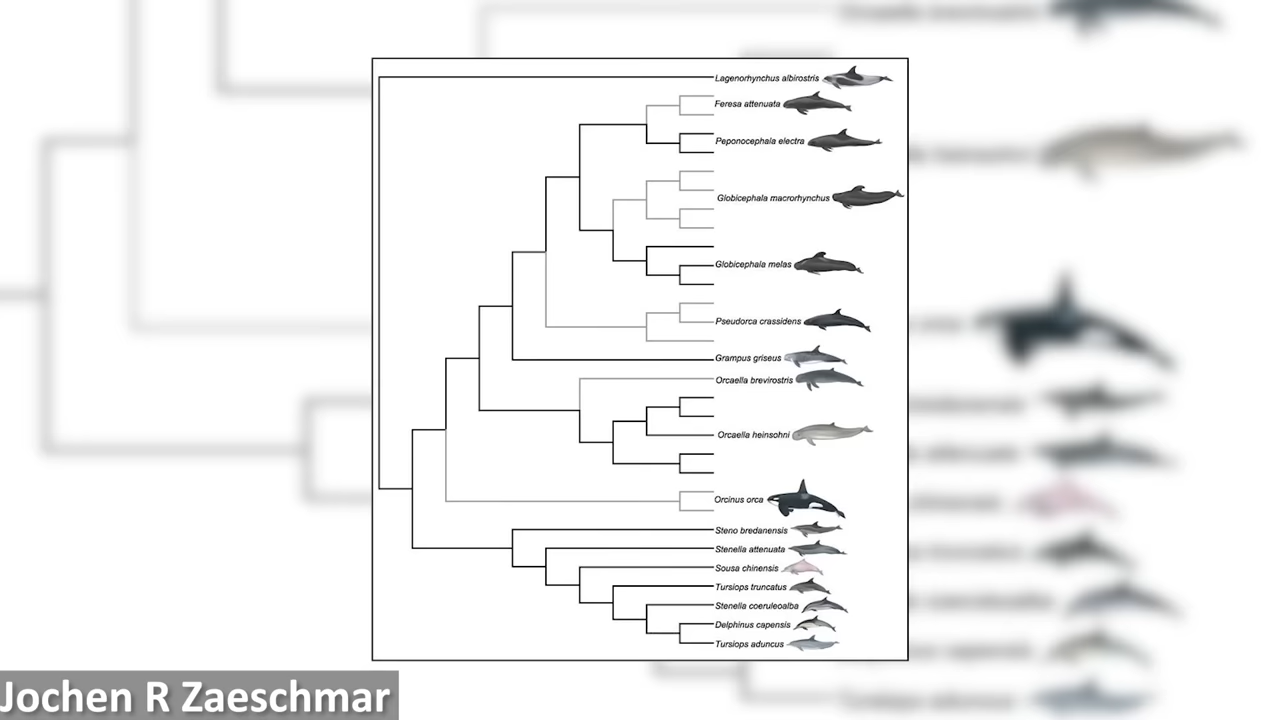 Lagenorhynchus albirostris
Feresa attenuata
Peponocephala electra
Globicephala macrorhynchus
Globicephala melas
Pseudorca crassidens
Grampus griseus
Orcaella brevirostris
Orcaella heinsohni
Orcinus orca
Steno bredanensis
Stenella attenuata
Sousa chinensis
Tursiops truncatus
Stenella coeruleoalba
Delphinus capensis
Tursiops aduncus
Jochen R Zaeschmar